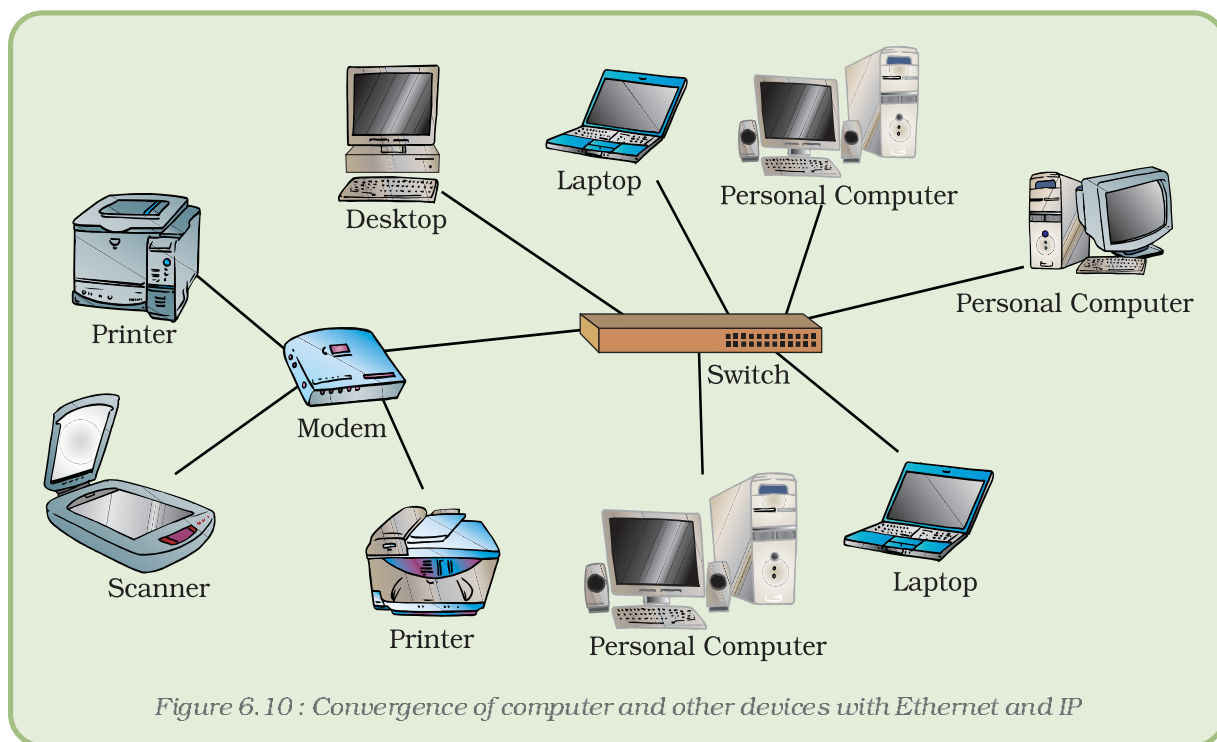 Laptop
Personal Computer
Desktop
Personal Computer
Printer
Switch
Modem
Scanner
Laptop
Printer
Personal Computer
Figure 6.10 : Convergence of computer and other devices with Ethernet and IP